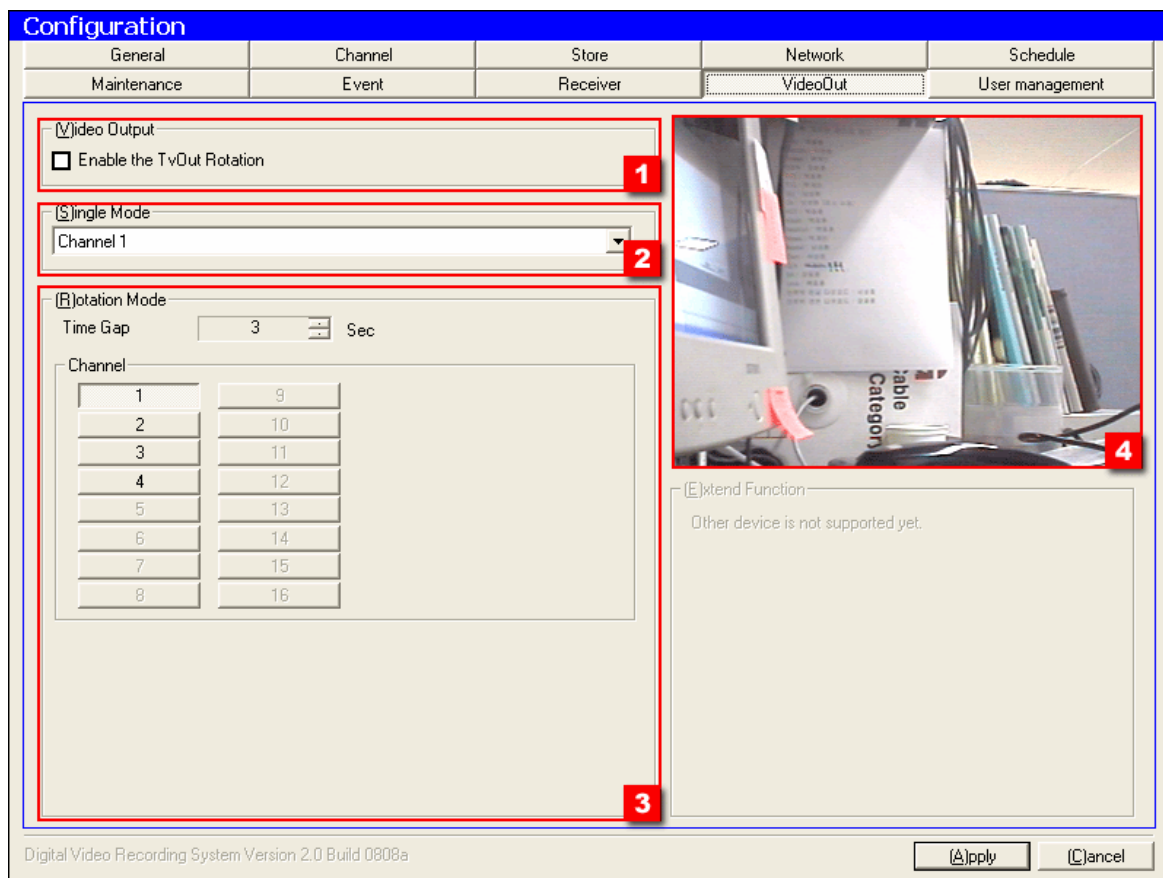 Configuration
General Channel Store Network Schedule
Maintenance Event Receiver VideoOut User management
(V)ideo Output
Enable the TvOut Rotation
1
(S)ingle Mode
Channel 1
2
(R)otation Mode
Time Gap 3 Sec
Channel
1 9
2 10
3 11
4 12
5 13
6 14
7 15
8 16
3
able
Category
4
(E)xtend Function
Other device is not supported yet.
Digital Video Recording System Version 2.0 Build 0808a
(A)pply (C)ancel